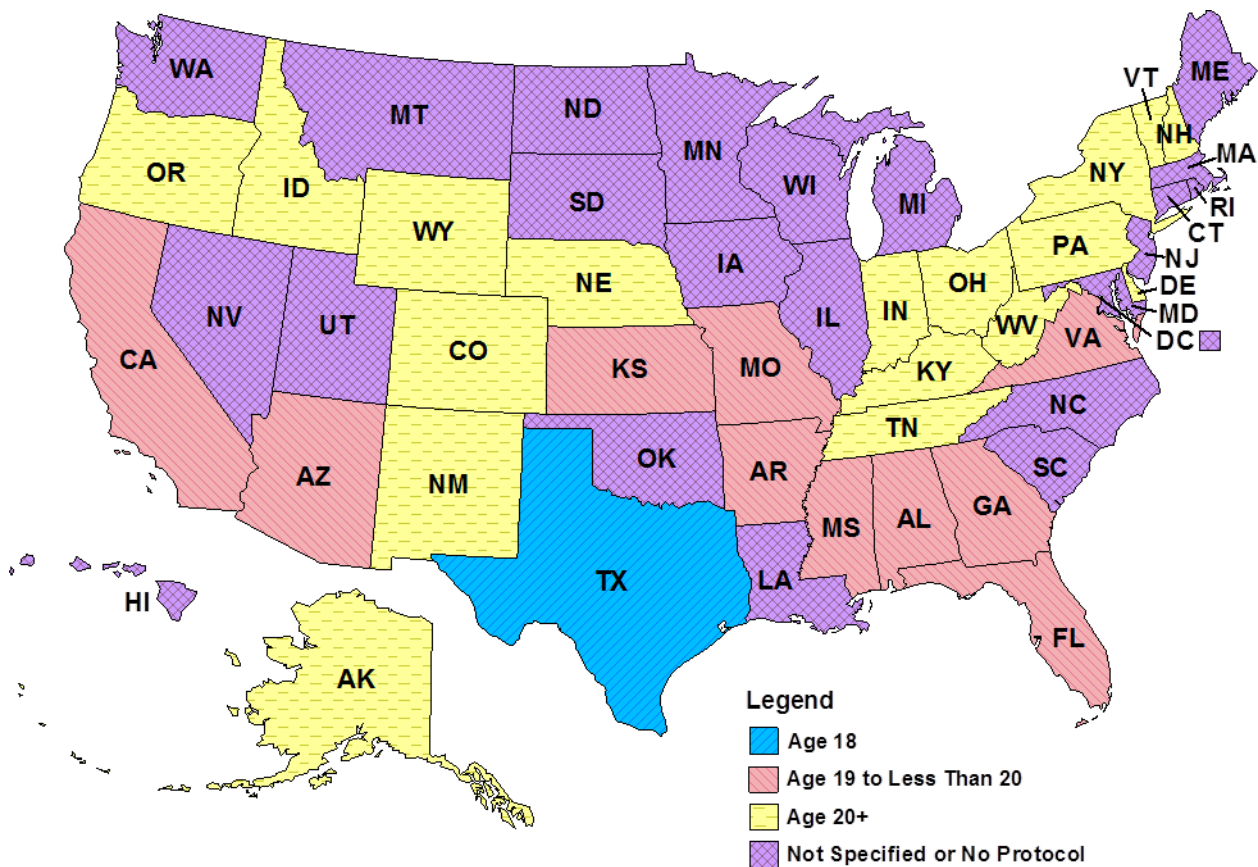 WA
MT
ND
MN
ME
VT
NH
OR
ID
SD
WI
MI
NY
MA
RI
CT
WY
IA
PA
NJ
NE
OH
DE
NV
UT
IL
IN
WV
MD
CO
VA
DC
CA
KS
MO
KY
NC
TN
AZ
NM
OK
AR
SC
MS
AL
GA
TX
LA
HI
FL
AK
Legend
Age 18
Age 19 to Less Than 20
Age 20+
Not Specified or No Protocol